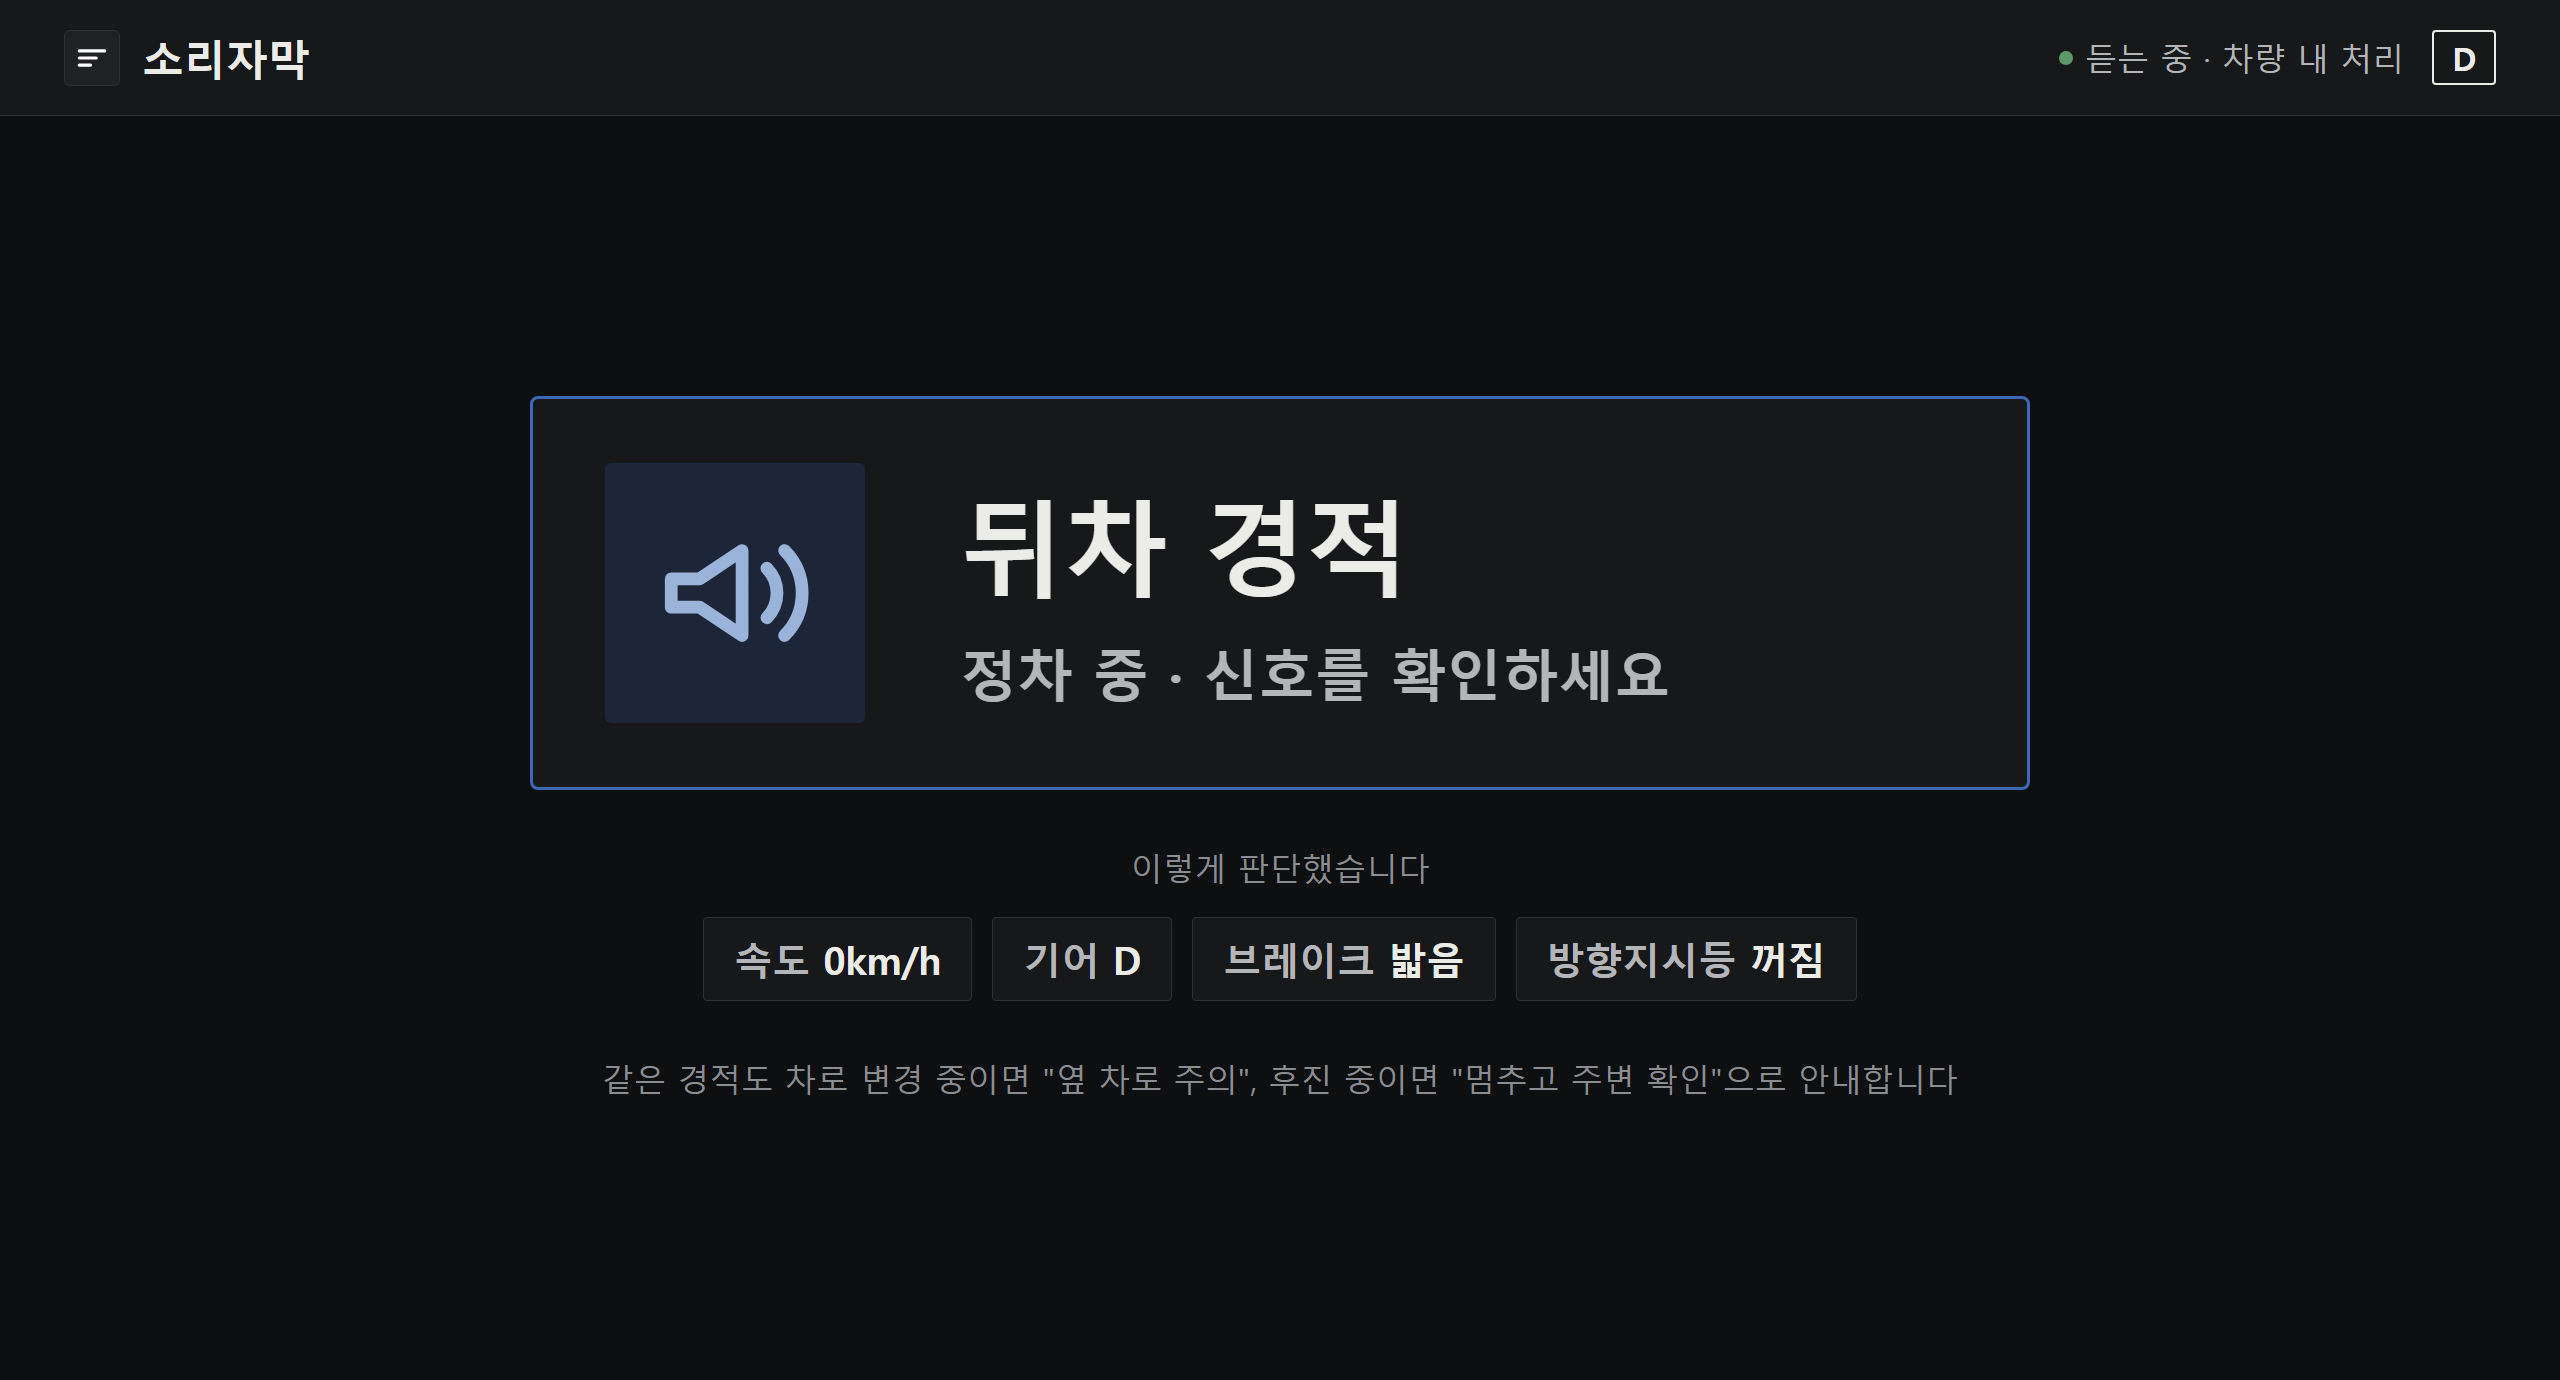 소리자막
듣는 중 · 차량 내 처리
D
뒤차 경적
정차 중 · 신호를 확인하세요
이렇게 판단했습니다
속도 0km/h
기어 D
브레이크 밟음
방향지시등 꺼짐
같은 경적도 차로 변경 중이면 "옆 차로 주의", 후진 중이면 "멈추고 주변 확인"으로 안내합니다